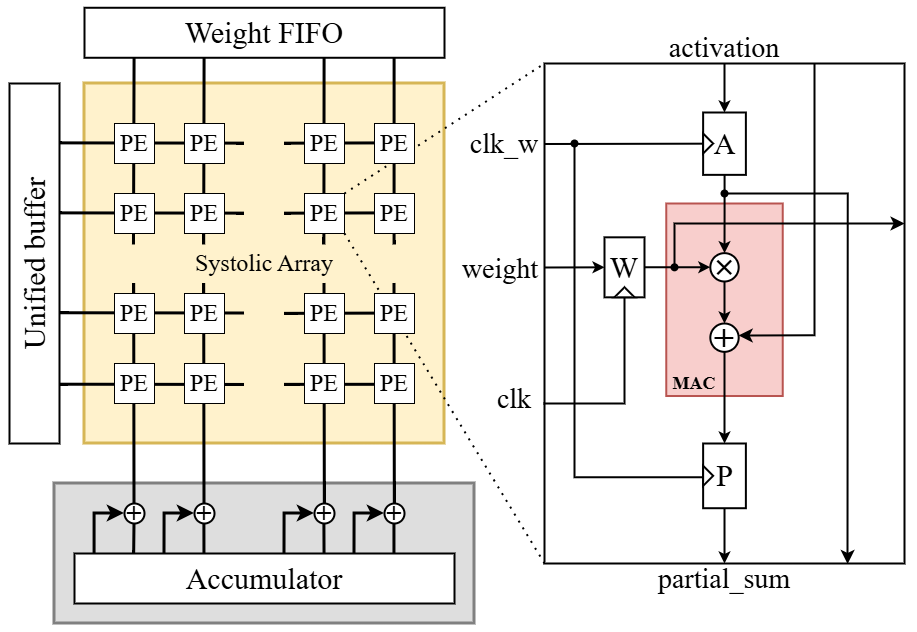 Weight FIFO
Unified buffer
PE PE PE PE
PE PE PE PE
Systolic Array
PE PE PE PE
PE PE PE PE
Accumulator
activation
clk_w
A
weight
W
MAC
clk
P
partial_sum